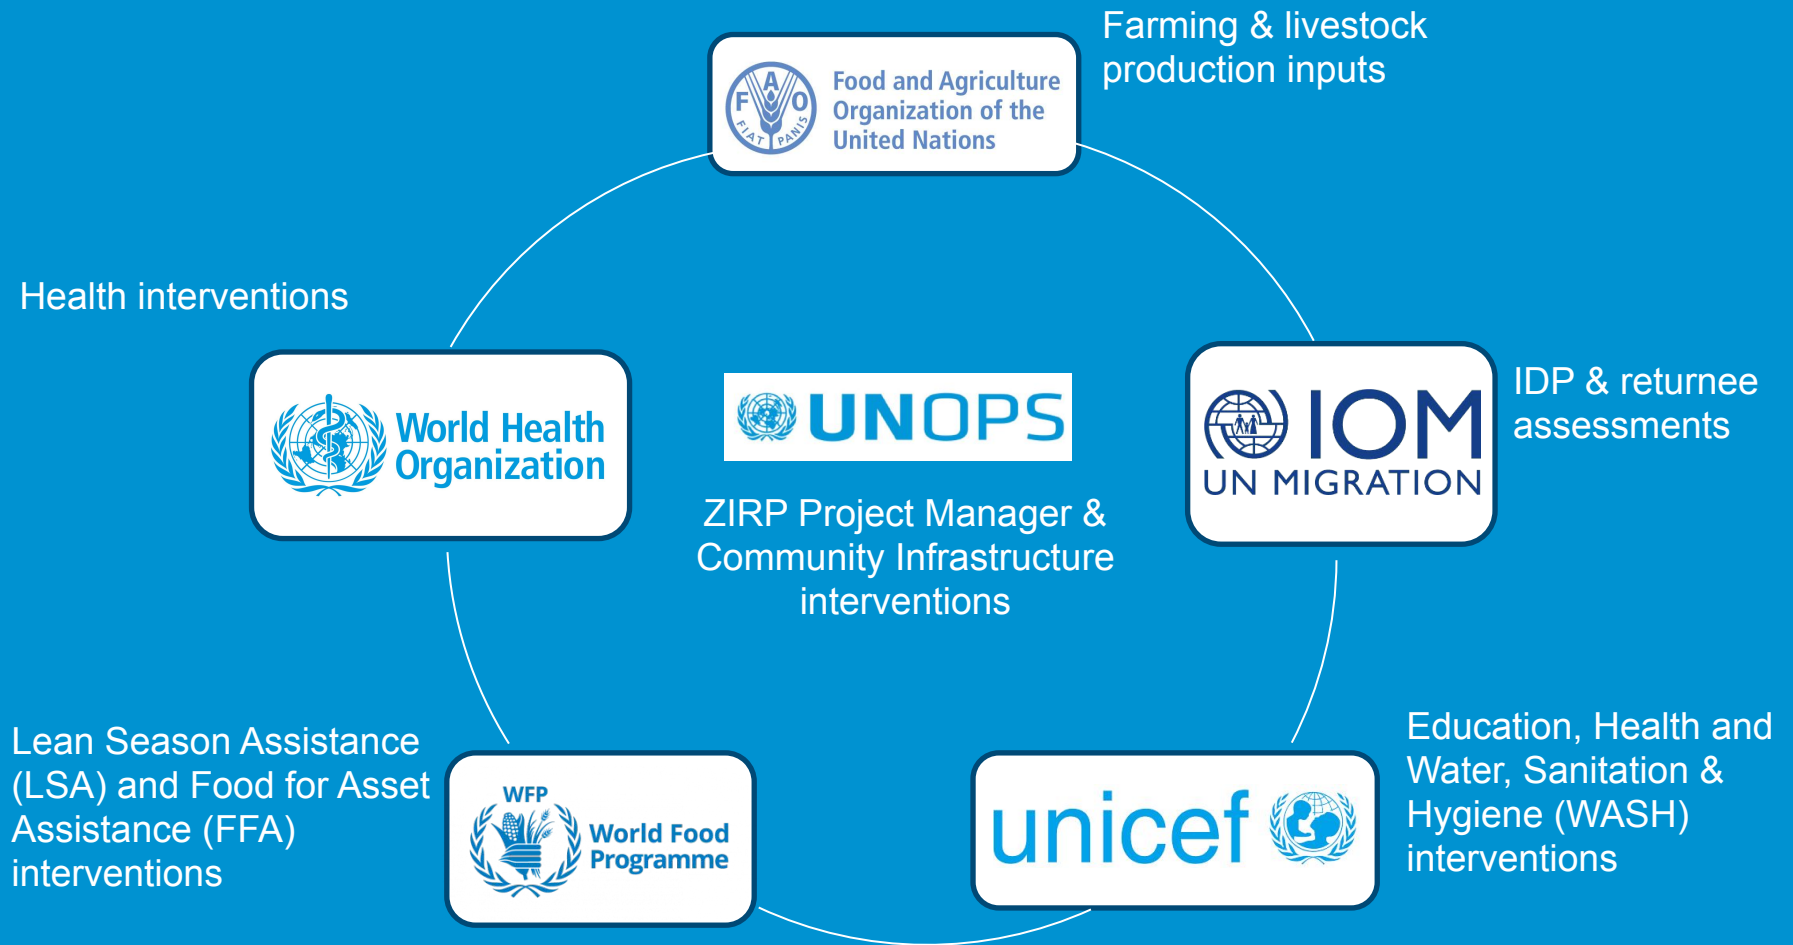 Farming & livestock
production inputs
F A O
FIAT PANIS
Food and Agriculture
Organization of the
United Nations
Health interventions
World Health
Organization
UNOPS
ZIRP Project Manager &
Community Infrastructure
interventions
IOM
UN MIGRATION
IDP & returnee
assessments
Lean Season Assistance
(LSA) and Food for Asset
Assistance (FFA)
interventions
WFP
World Food
Programme
unicef
Education, Health and
Water, Sanitation &
Hygiene (WASH)
interventions